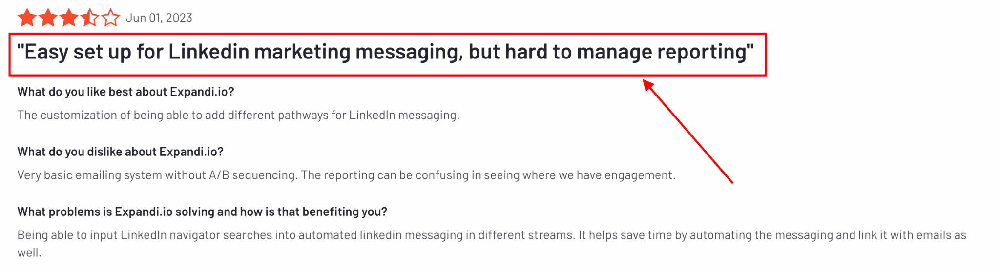 Jun 01, 2023
"Easy set up for Linkedin marketing messaging, but hard to manage reporting"
What do you like best about Expandi.io?
The customization of being able to add different pathways for LinkedIn messaging.
What do you dislike about Expandi.io?
Very basic emailing system without A/B sequencing. The reporting can be confusing in seeing where we have engagement.
What problems is Expandi.io solving and how is that benefiting you?
Being able to input LinkedIn navigator searches into automated linkedin messaging in different streams. It helps save time by automating the messaging and link it with emails as
well.